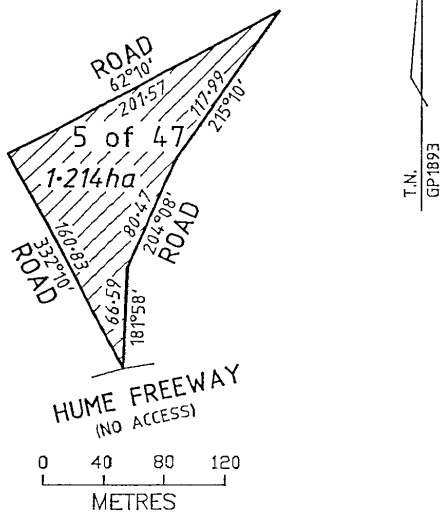 ROAD
62°10'
201·57
117·99
215°10'
5 of 47
1·214ha
80·47
204°08'
ROAD
160·83
332°10'
ROAD
66·59
181°58'
HUME FREEWAY
(NO ACCESS)
0 40 80 120
METRES
T.N.
GP1893